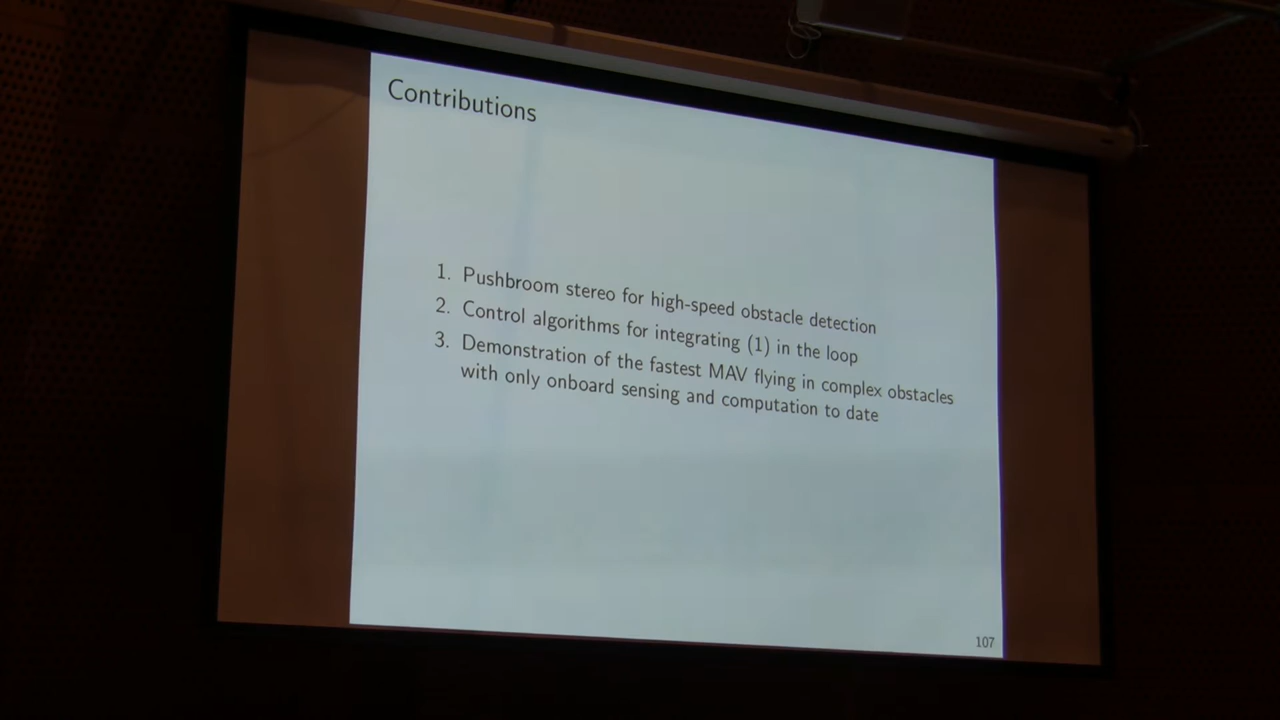 Contributions
1. Pushbroom stereo for high-speed obstacle detection
2. Control algorithms for integrating (1) in the loop
3. Demonstration of the fastest MAV flying in complex obstacles
with only onboard sensing and computation to date
107